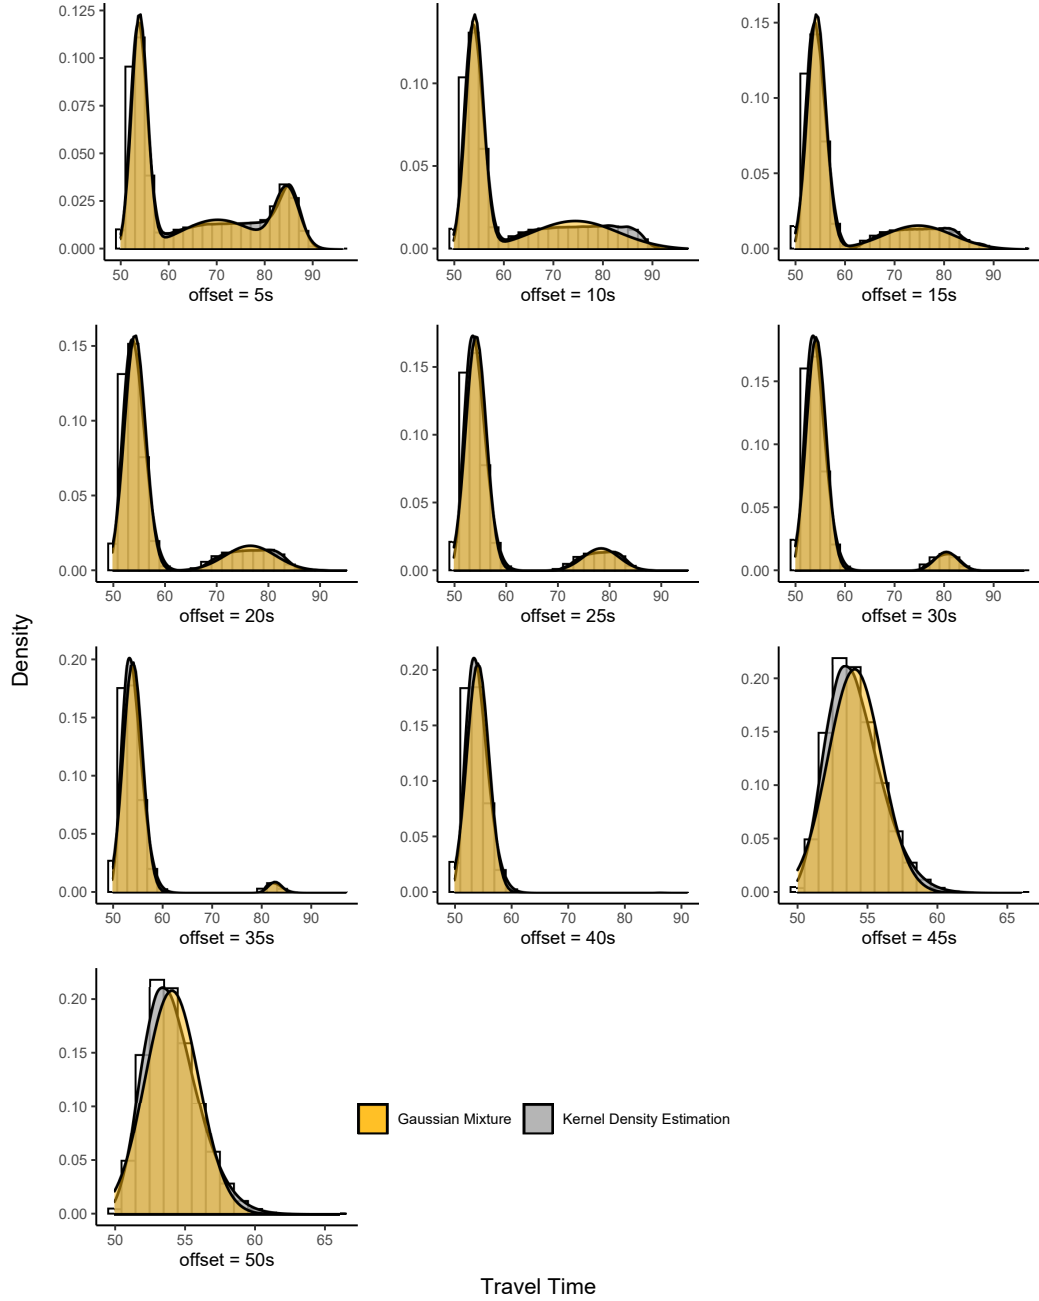 0.125
0.100
0.075
0.050
0.025
0.000
50 60 70 80 90
offset = 5s
0.10
0.05
0.00
50 60 70 80 90
offset = 10s
0.15
0.10
0.05
0.00
50 60 70 80 90
offset = 15s
0.15
0.10
0.05
0.00
50 60 70 80 90
offset = 20s
0.15
0.10
0.05
0.00
50 60 70 80 90
offset = 25s
0.15
0.10
0.05
0.00
50 60 70 80 90
offset = 30s
Density
0.20
0.15
0.10
0.05
0.00
50 60 70 80 90
offset = 35s
0.20
0.15
0.10
0.05
0.00
50 60 70 80 90
offset = 40s
0.20
0.15
0.10
0.05
0.00
50 55 60 65
offset = 45s
0.20
0.15
0.10
0.05
0.00
50 55 60 65
offset = 50s
Gaussian Mixture Kernel Density Estimation
Travel Time